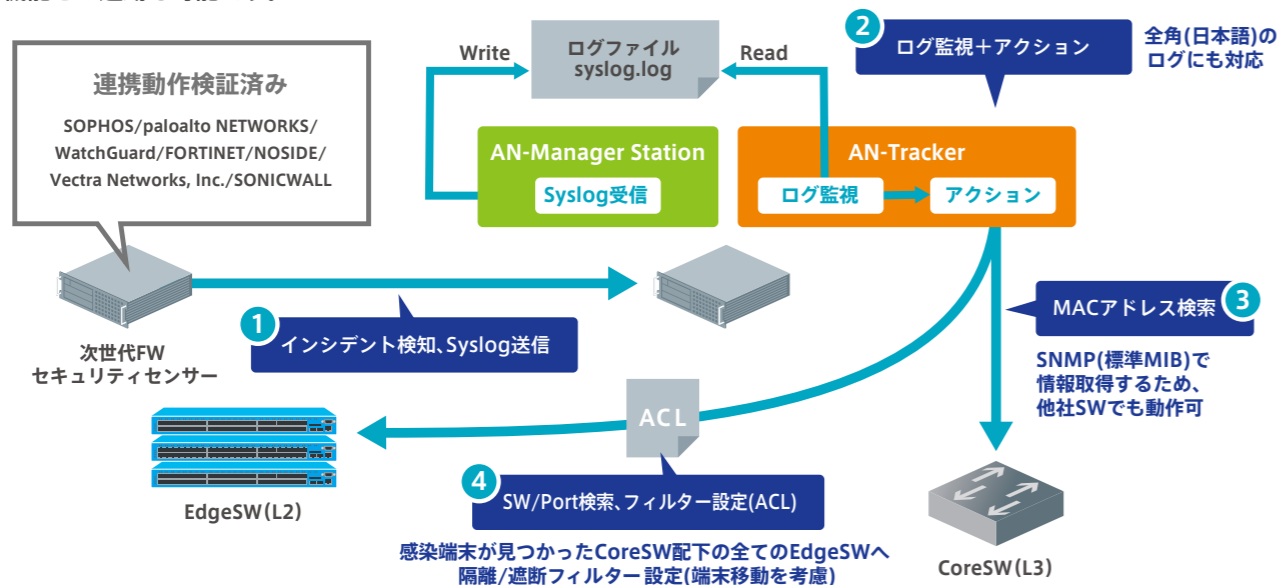 連携動作検証済み
SOPHOS/paloalto NETWORKS/
WatchGuard/FORTINET/NOSIDE/
Vectra Networks, Inc./SONICWALL
Write
ログファイル
syslog.log
Read
2
ログ監視＋アクション
全角(日本語)の
ログにも対応
AN-Manager Station
Syslog受信
AN-Tracker
ログ監視
アクション
1
インシデント検知、Syslog送信
次世代FW
セキュリティセンサー
MACアドレス検索
3
SNMP(標準MIB)で
情報取得するため、
他社SWでも動作可
ACL
EdgeSW(L2)
4
SW/Port検索、フィルター設定(ACL)
感染端末が見つかったCoreSW配下の全てのEdgeSWへ
隔離/遮断フィルター設定(端末移動を考慮)
CoreSW(L3)